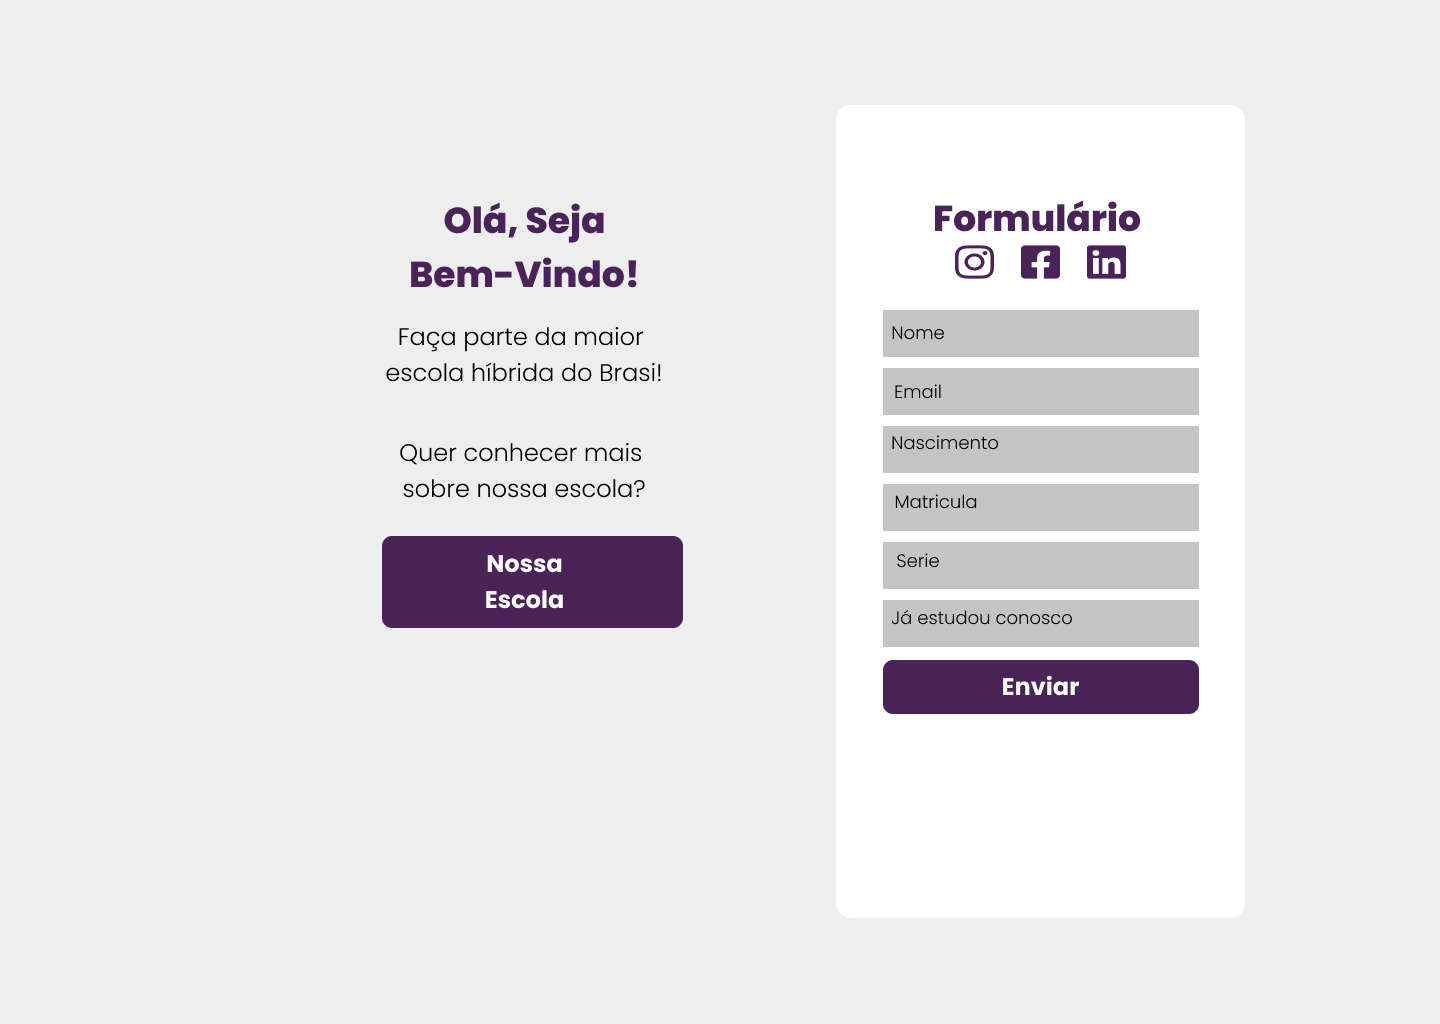 Olá, Seja
Bem-Vindo!
Faça parte da maior
escola híbrida do Brasi!
Quer conhecer mais
sobre nossa escola?
Nossa
Escola
Formulário
Nome
Email
Nascimento
Matricula
Serie
Já estudou conosco
Enviar